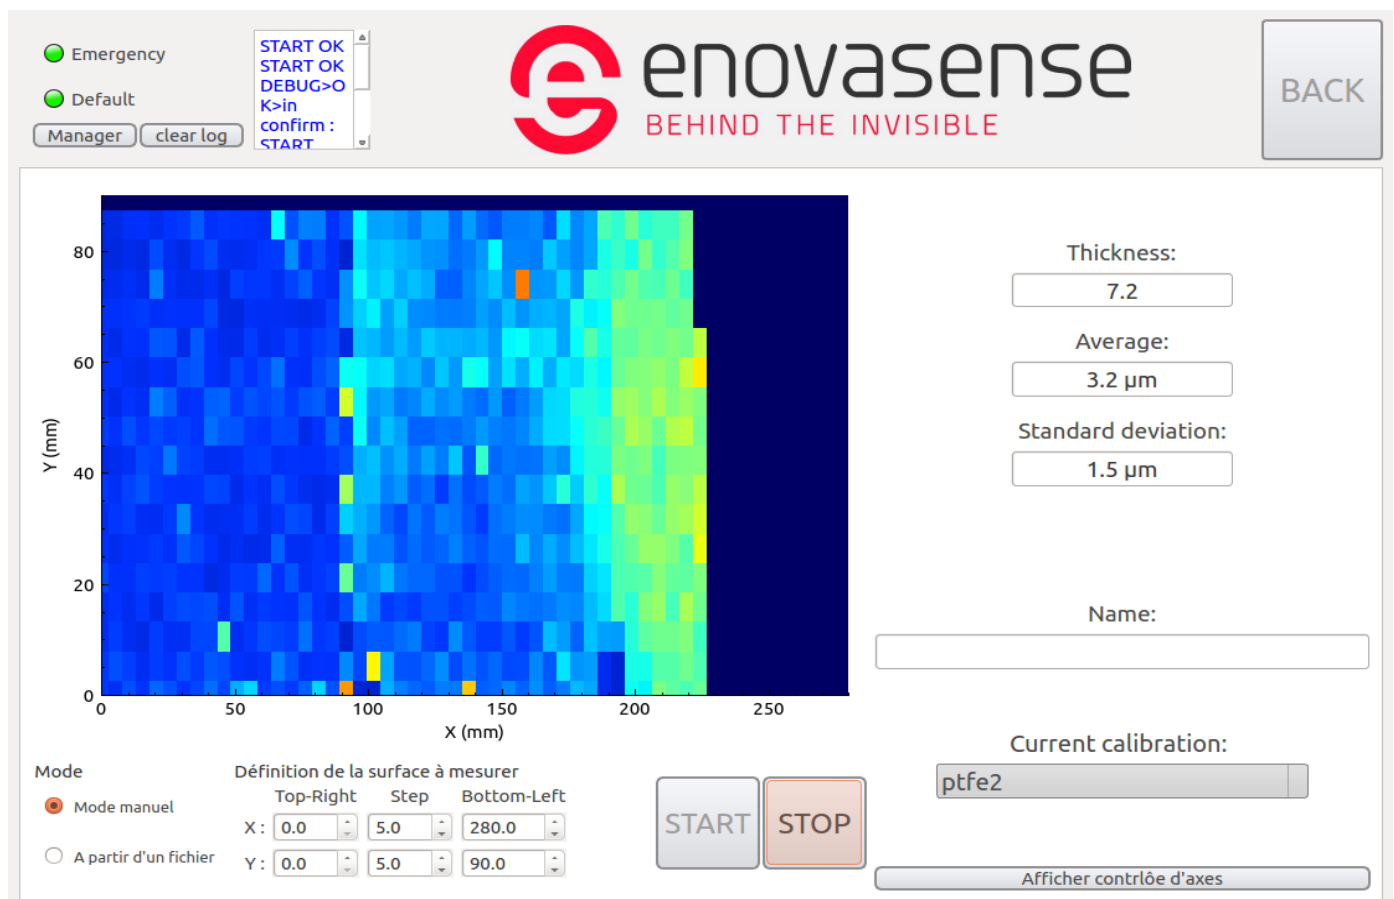 Emergency
Default
Manager
clear log
START OK
START OK
DEBUG>O
K>in
confirm :
START
enovasense
BEHIND THE INVISIBLE
BACK
80
60
40
20
0
Y (mm)
0 50 100 150 200 250
X (mm)
Thickness:
7.2
Average:
3.2 µm
Standard deviation:
1.5 µm
Name:
Current calibration:
ptfe2
Mode
Mode manuel
A partir d'un fichier
Définition de la surface à mesurer
Top-Right Step Bottom-Left
X : 0.0 5.0 280.0
Y : 0.0 5.0 90.0
START
STOP
Afficher contrlôe d'axes